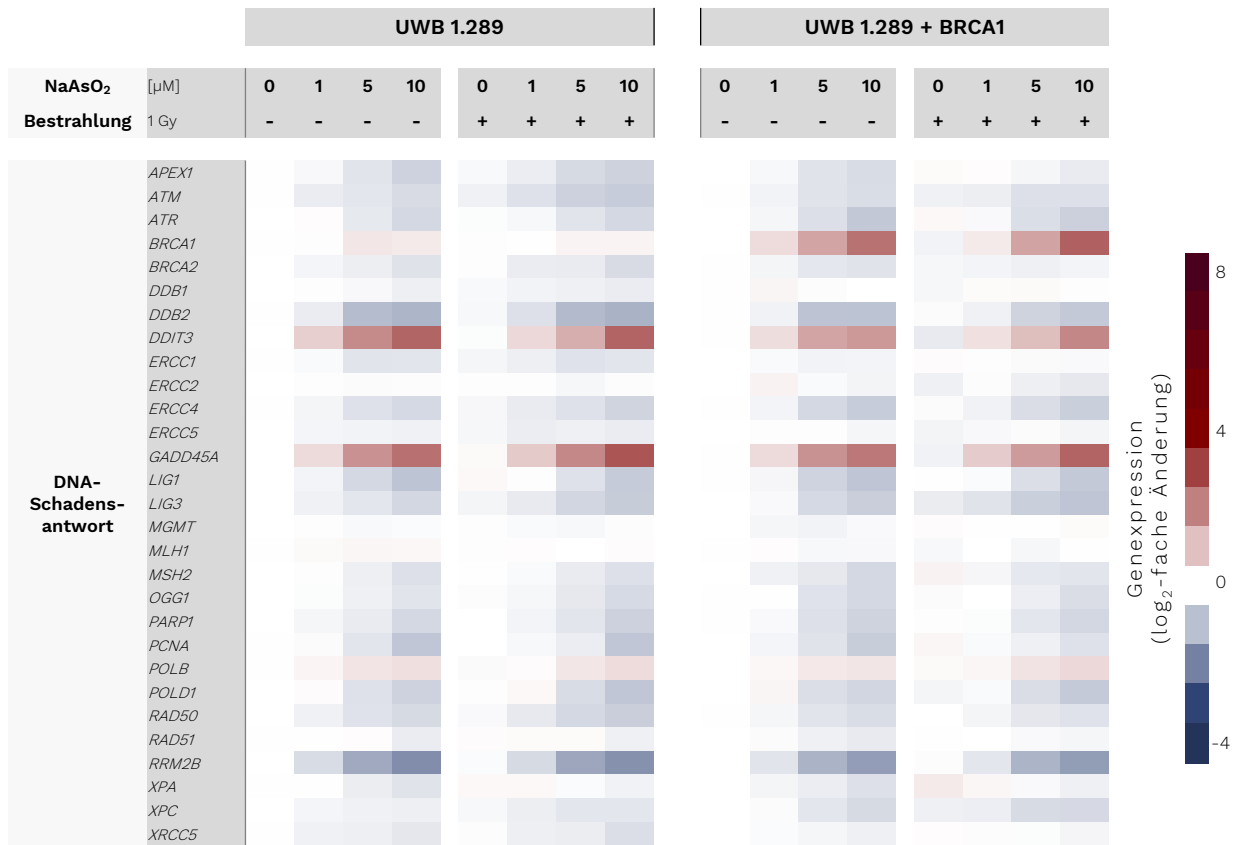 UWB 1.289 UWB 1.289 + BRCA1
NaAsO₂ [µM] 0 1 5 10 0 1 5 10 0 1 5 10 0 1 5 10
Bestrahlung 1 Gy - - - - + + + + - - - - + + + +
DNA-
Schadens-
antwort
APEX1
ATM
ATR
BRCA1
BRCA2
DDB1
DDB2
DDIT3
ERCC1
ERCC2
ERCC4
ERCC5
GADD45A
LIG1
LIG3
MGMT
MLH1
MSH2
OGG1
PARP1
PCNA
POLB
POLD1
RAD50
RAD51
RRM2B
XPA
XPC
XRCC5
Genexpression
(log₂-fache Änderung)
8
4
0
-4